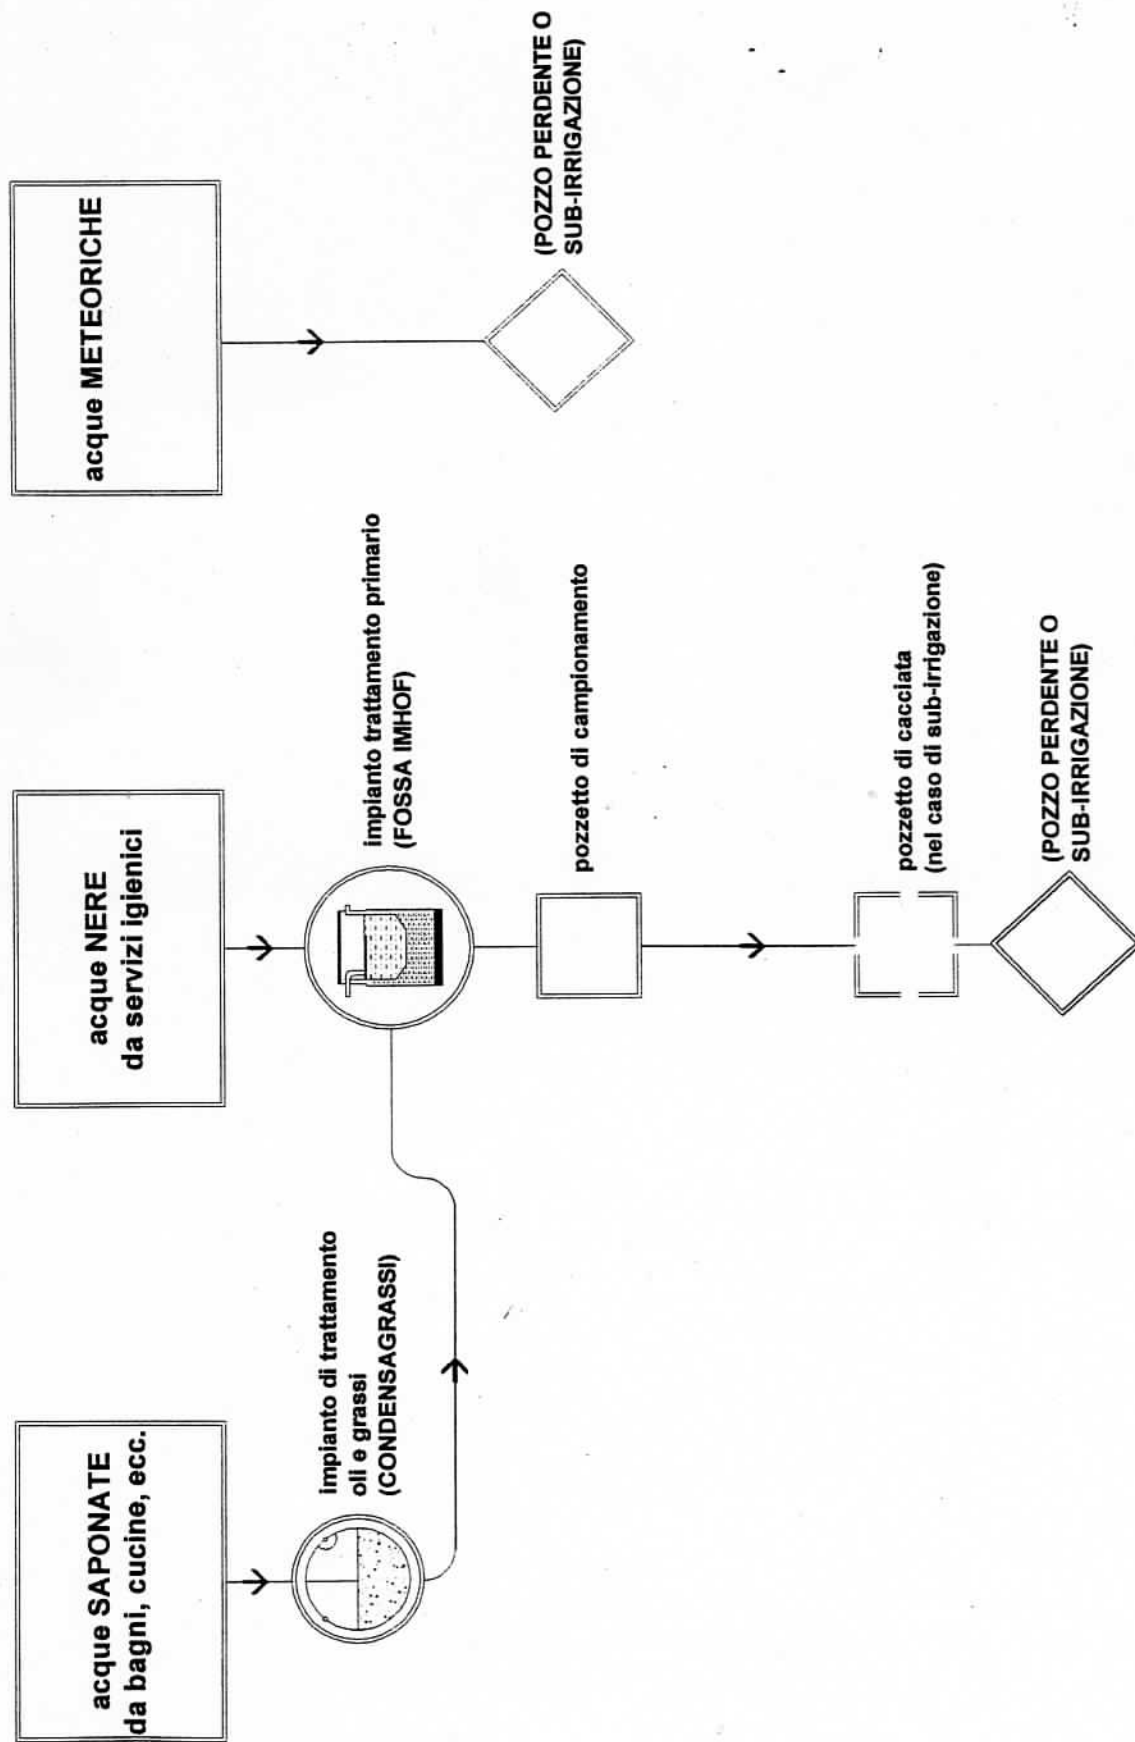 acque SAPONATE
da bagni, cucine, ecc.
impianto di trattamento
oli e grassi
(CONDENSAGRASSI)
acque NERE
da servizi igienici
impianto trattamento primario
(FOSSA IMHOF)
pozzetto di campionamento
pozzetto di cacciata
(nel caso di sub-irrigazione)
(POZZO PERDENTE O
SUB-IRRIGAZIONE)
acque METEORICHE
(POZZO PERDENTE O
SUB-IRRIGAZIONE)